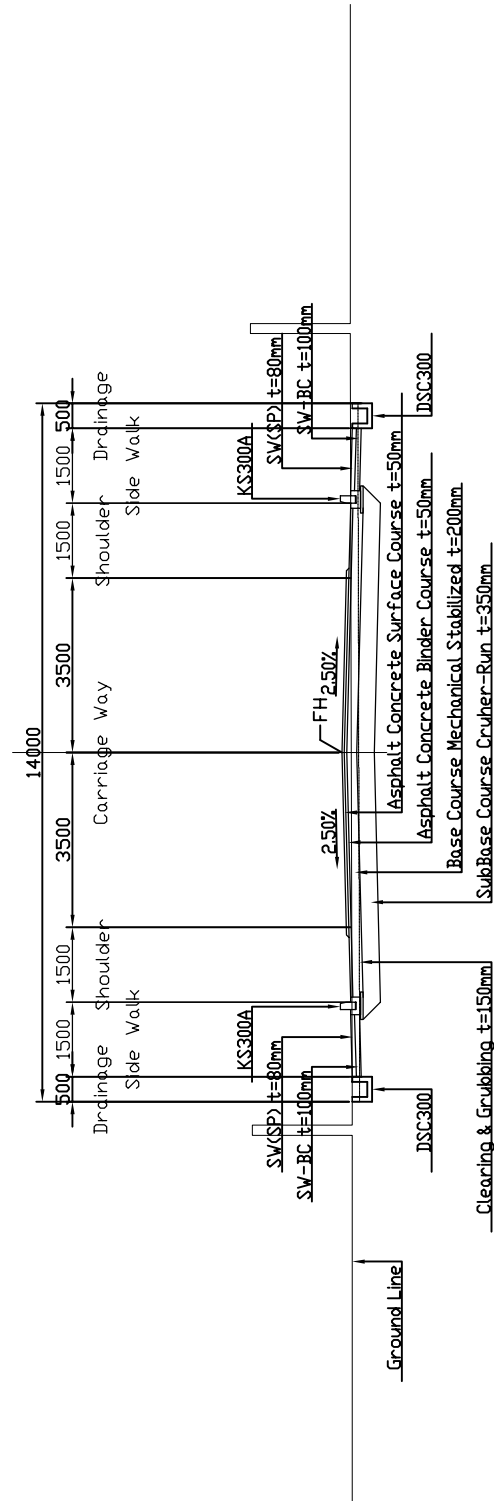 14000
500
1500
1500
3500
3500
1500
1500
500
Drainage
Side Walk
Shoulder
Carriage Way
Shoulder
Side Walk
Drainage
KS300A
KS300A
SW(SP) t=80mm
SW-BC t=100mm
SW(SP) t=80mm
SW-BC t=100mm
FH
2.50%
2.50%
Ground Line
DSC300
DSC300
Asphalt Concrete Surface Course t=50mm
Asphalt Concrete Binder Course t=50mm
Base Course Mechanical Stabilized t=200mm
Clearing & Grubbing t=150mm
SubBase Course Cruher-Run t=350mm